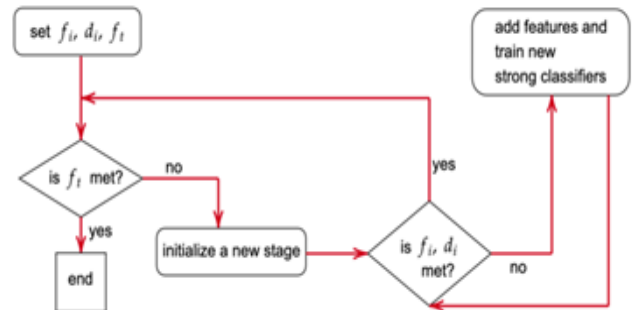 set f_i, d_i, f_t
add features and
train new
strong classifiers
is f_t met?
no
yes
end
initialize a new stage
yes
is f_i, d_i
met?
no